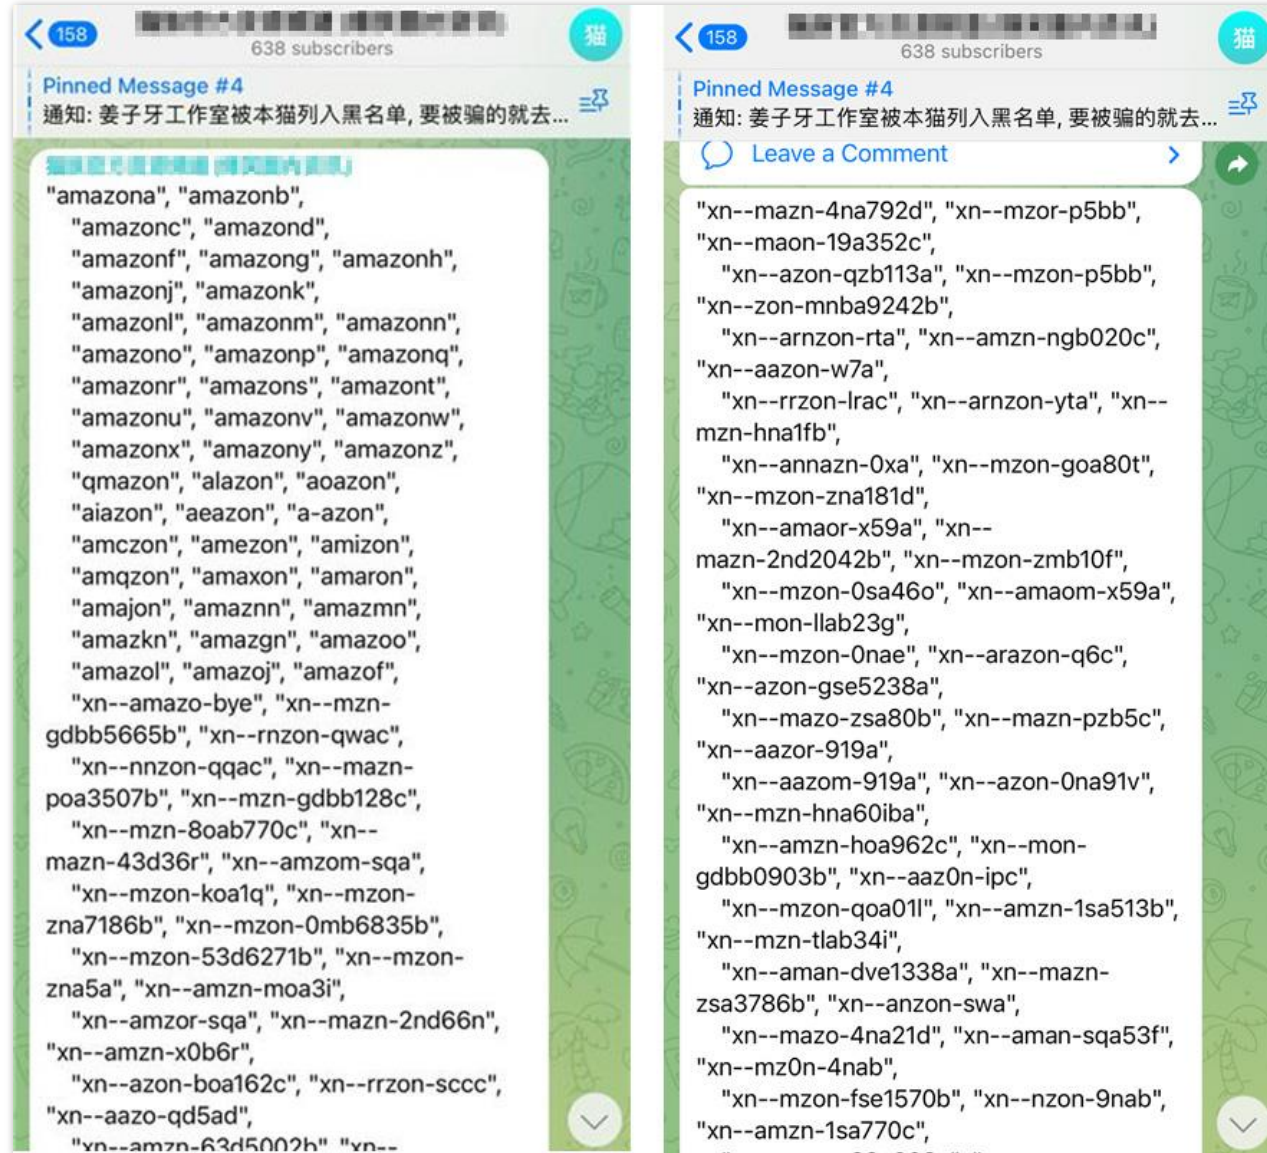 158
638 subscribers
猫
Pinned Message #4
通知: 姜子牙工作室被本猫列入黑名单, 要被骗的就去...
"amazona", "amazonb",
"amazonc", "amazond",
"amazonf", "amazong", "amazonh",
"amazonj", "amazonk",
"amazonl", "amazonm", "amazonn",
"amazono", "amazonp", "amazonq",
"amazonr", "amazons", "amazont",
"amazonu", "amazonv", "amazonw",
"amazonx", "amazony", "amazonz",
"qmazon", "alazon", "aoazon",
"aiazon", "aeazon", "a-azon",
"amczon", "amezon", "amizon",
"amqzon", "amaxon", "amaron",
"amajon", "amaznn", "amazmn",
"amazkn", "amazgn", "amazoo",
"amazol", "amazoj", "amazof",
"xn--amazo-bye", "xn--mzn-
gdbb5665b", "xn--rnzon-qwac",
"xn--nnzon-qqac", "xn--mazn-
poa3507b", "xn--mzn-gdbb128c",
"xn--mzn-8oab770c", "xn--
mazn-43d36r", "xn--amzom-sqa",
"xn--mzon-koa1q", "xn--mzon-
zna7186b", "xn--mzon-0mb6835b",
"xn--mzon-53d6271b", "xn--mzon-
zna5a", "xn--amzn-moa3i",
"xn--amzor-sqa", "xn--mazn-2nd66n",
"xn--amzn-x0b6r",
"xn--azon-boa162c", "xn--rrzon-sccc",
"xn--aazo-qd5ad",
"xn--amzn-63d5002b" "xn--
158
638 subscribers
猫
Pinned Message #4
通知: 姜子牙工作室被本猫列入黑名单, 要被骗的就去...
Leave a Comment
"xn--mazn-4na792d", "xn--mzor-p5bb",
"xn--maon-19a352c",
"xn--azon-qzb113a", "xn--mzon-p5bb",
"xn--zon-mnba9242b",
"xn--arnzon-rta", "xn--amzn-ngb020c",
"xn--aazon-w7a",
"xn--rrzon-lrac", "xn--arnzon-yta", "xn--
mzn-hna1fb",
"xn--annazn-0xa", "xn--mzon-goa80t",
"xn--mzon-zna181d",
"xn--amaor-x59a", "xn--
mazn-2nd2042b", "xn--mzon-zmb10f",
"xn--mzon-0sa46o", "xn--amaom-x59a",
"xn--mon-llab23g",
"xn--mzon-0nae", "xn--arazon-q6c",
"xn--azon-gse5238a",
"xn--mazo-zsa80b", "xn--mazn-pzb5c",
"xn--aazor-919a",
"xn--aazom-919a", "xn--azon-0na91v",
"xn--mzn-hna60iba",
"xn--amzn-hoa962c", "xn--mon-
gdbb0903b", "xn--aaz0n-ipc",
"xn--mzon-qoa01l", "xn--amzn-1sa513b",
"xn--mzn-tlab34i",
"xn--aman-dve1338a", "xn--mazn-
zsa3786b", "xn--anzon-swa",
"xn--mazo-4na21d", "xn--aman-sqa53f",
"xn--mz0n-4nab",
"xn--mzon-fse1570b", "xn--nzon-9nab",
"xn--amzn-1sa770c",